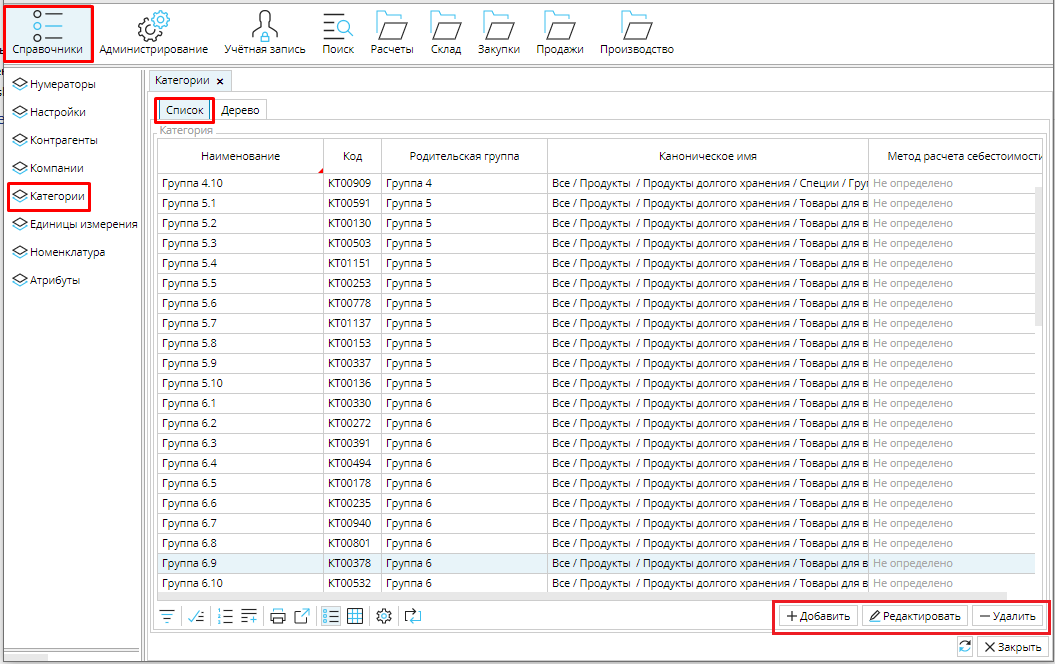 Справочники Администрирование Учётная запись Поиск Расчеты Склад Закупки Продажи Производство
Нумераторы
Настройки
Контрагенты
Компании
Категории
Единицы измерения
Номенклатура
Атрибуты
Категории ×
Список Дерево
Категория
Наименование Код Родительская группа Каноническое имя Метод расчета себестоимости
Группа 4.10 КТ00909 Группа 4 Все / Продукты / Продукты долгого хранения / Специи / Гру Не определено
Группа 5.1 КТ00591 Группа 5 Все / Продукты / Продукты долгого хранения / Товары для в Не определено
Группа 5.2 КТ00130 Группа 5 Все / Продукты / Продукты долгого хранения / Товары для в Не определено
Группа 5.3 КТ00503 Группа 5 Все / Продукты / Продукты долгого хранения / Товары для в Не определено
Группа 5.4 КТ01151 Группа 5 Все / Продукты / Продукты долгого хранения / Товары для в Не определено
Группа 5.5 КТ00253 Группа 5 Все / Продукты / Продукты долгого хранения / Товары для в Не определено
Группа 5.6 КТ00778 Группа 5 Все / Продукты / Продукты долгого хранения / Товары для в Не определено
Группа 5.7 КТ01137 Группа 5 Все / Продукты / Продукты долгого хранения / Товары для в Не определено
Группа 5.8 КТ00153 Группа 5 Все / Продукты / Продукты долгого хранения / Товары для в Не определено
Группа 5.9 КТ00337 Группа 5 Все / Продукты / Продукты долгого хранения / Товары для в Не определено
Группа 5.10 КТ00136 Группа 5 Все / Продукты / Продукты долгого хранения / Товары для в Не определено
Группа 6.1 КТ00330 Группа 6 Все / Продукты / Продукты долгого хранения / Товары для в Не определено
Группа 6.2 КТ00272 Группа 6 Все / Продукты / Продукты долгого хранения / Товары для в Не определено
Группа 6.3 КТ00391 Группа 6 Все / Продукты / Продукты долгого хранения / Товары для в Не определено
Группа 6.4 КТ00494 Группа 6 Все / Продукты / Продукты долгого хранения / Товары для в Не определено
Группа 6.5 КТ00178 Группа 6 Все / Продукты / Продукты долгого хранения / Товары для в Не определено
Группа 6.6 КТ00235 Группа 6 Все / Продукты / Продукты долгого хранения / Товары для в Не определено
Группа 6.7 КТ00940 Группа 6 Все / Продукты / Продукты долгого хранения / Товары для в Не определено
Группа 6.8 КТ00801 Группа 6 Все / Продукты / Продукты долгого хранения / Товары для в Не определено
Группа 6.9 КТ00378 Группа 6 Все / Продукты / Продукты долгого хранения / Товары для в Не определено
Группа 6.10 КТ00532 Группа 6 Все / Продукты / Продукты долгого хранения / Товары для в Не определено
+ Добавить Редактировать — Удалить
× Закрыть